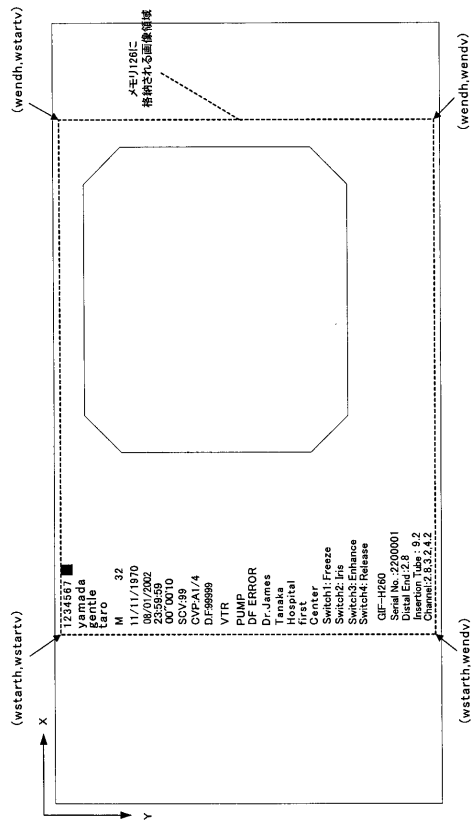 (wstarth,wstartv)
(wendh,wstartv)
X
Y
1234567
yamada
gentle
taro
M 32
11/11/1970
08/01/2002
23:59:59
00"00'10
SCV:99
CVP:A1/4
D.F:99999
VTR
PUMP
DF ERROR
Dr.Janes
Tanaka
Hospital
first
Center
Switch1: Freeze
Switch2: Iris
Switch3: Enhance
Switch4: Release
GIF-H260
Serial No.:2200001
Distal End:2.8
Insertion Tube : 9.2
Channel:2.8,3.2,4.2
メモリ126に
格納される画像領域
(wstarth,wendv)
(wendh,wendv)